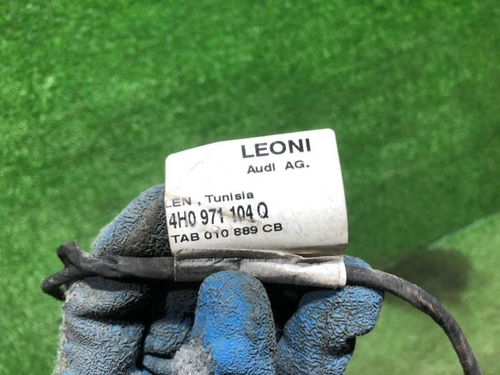 LEONI
Audi AG.
LEN , Tunisia
4H0 971 104 Q
TAB 010 889 CB